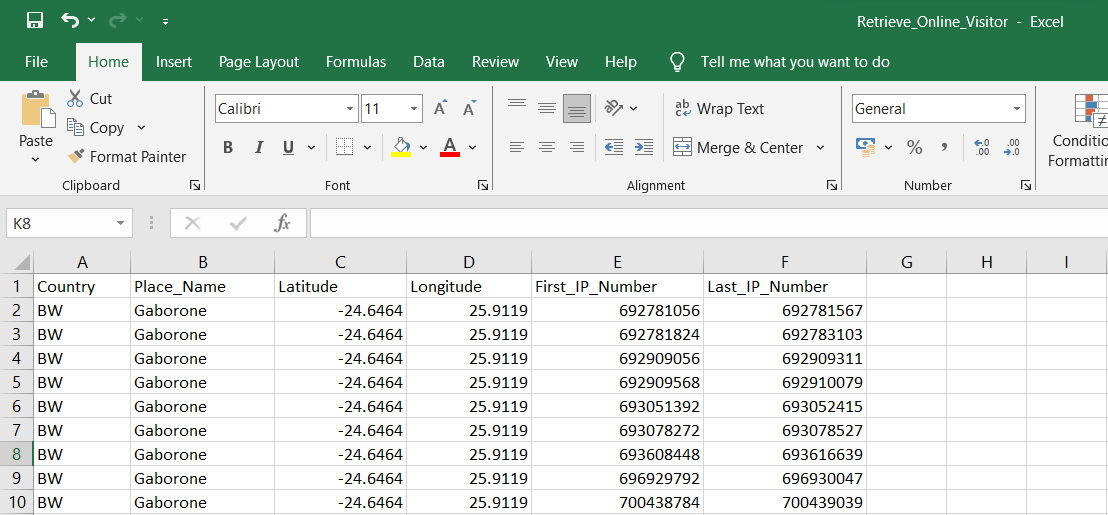 Retrieve_Online_Visitor - Excel
File Home Insert Page Layout Formulas Data Review View Help Tell me what you want to do
Paste
Cut
Copy
Format Painter
Clipboard
Calibri 11 A A
B I U A
Font
ab Wrap Text
Merge & Center
Alignment
General
% , .0 .00 .00 .0
Number
Conditio
Formattin
K8 fx
A B C D E F G H I
1 Country Place_Name Latitude Longitude First_IP_Number Last_IP_Number
2 BW Gaborone -24.6464 25.9119 692781056 692781567
3 BW Gaborone -24.6464 25.9119 692781824 692783103
4 BW Gaborone -24.6464 25.9119 692909056 692909311
5 BW Gaborone -24.6464 25.9119 692909568 692910079
6 BW Gaborone -24.6464 25.9119 693051392 693052415
7 BW Gaborone -24.6464 25.9119 693078272 693078527
8 BW Gaborone -24.6464 25.9119 693608448 693616639
9 BW Gaborone -24.6464 25.9119 696929792 696930047
10 BW Gaborone -24.6464 25.9119 700438784 700439039